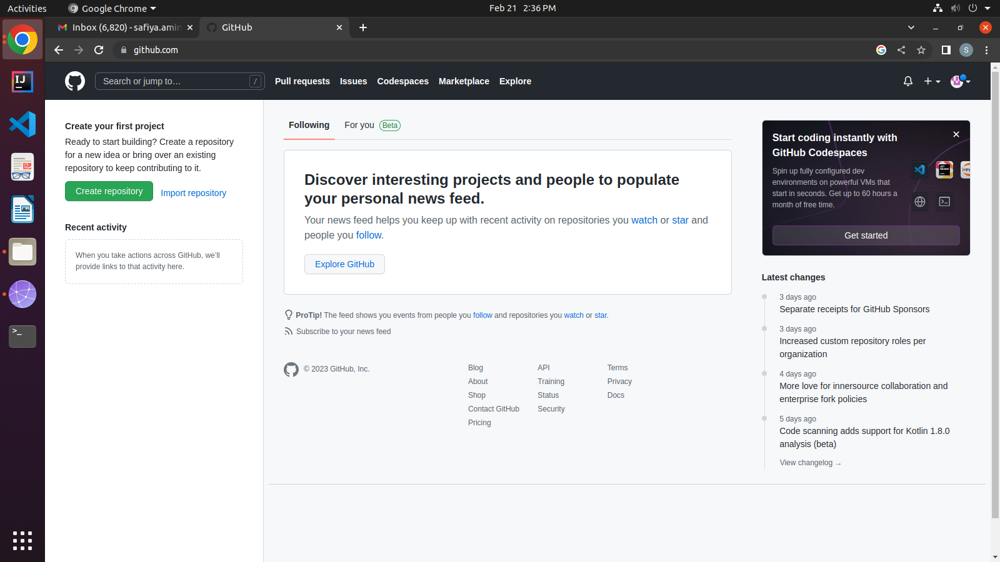 Activities
Google Chrome
Feb 21 2:36 PM
Inbox (6,820) - safiya.amin
GitHub
github.com
S
Search or jump to…
/
Pull requests
Issues
Codespaces
Marketplace
Explore
Create your first project
Ready to start building? Create a repository
for a new idea or bring over an existing
repository to keep contributing to it.
Create repository
Import repository
Recent activity
When you take actions across GitHub, we'll
provide links to that activity here.
Following
For you
Beta
Discover interesting projects and people to populate
your personal news feed.
Your news feed helps you keep up with recent activity on repositories you watch or star and
people you follow.
Explore GitHub
ProTip! The feed shows you events from people you follow and repositories you watch or star.
Subscribe to your news feed
© 2023 GitHub, Inc.
Blog
About
Shop
Contact GitHub
Pricing
API
Training
Status
Security
Terms
Privacy
Docs
Start coding instantly with
GitHub Codespaces
Spin up fully configured dev
environments on powerful VMs that
start in seconds. Get up to 60 hours a
month of free time.
Get started
Latest changes
3 days ago
Separate receipts for GitHub Sponsors
3 days ago
Increased custom repository roles per
organization
4 days ago
More love for innersource collaboration and
enterprise fork policies
5 days ago
Code scanning adds support for Kotlin 1.8.0
analysis (beta)
View changelog →